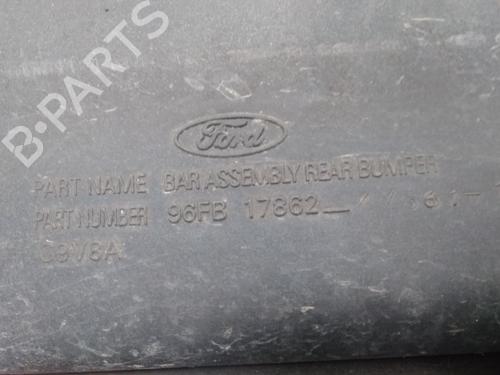 B-PARTS
Ford
PART NAME BAR ASSEMBLY REAR BUMPER
PART NUMBER 96FB 17862